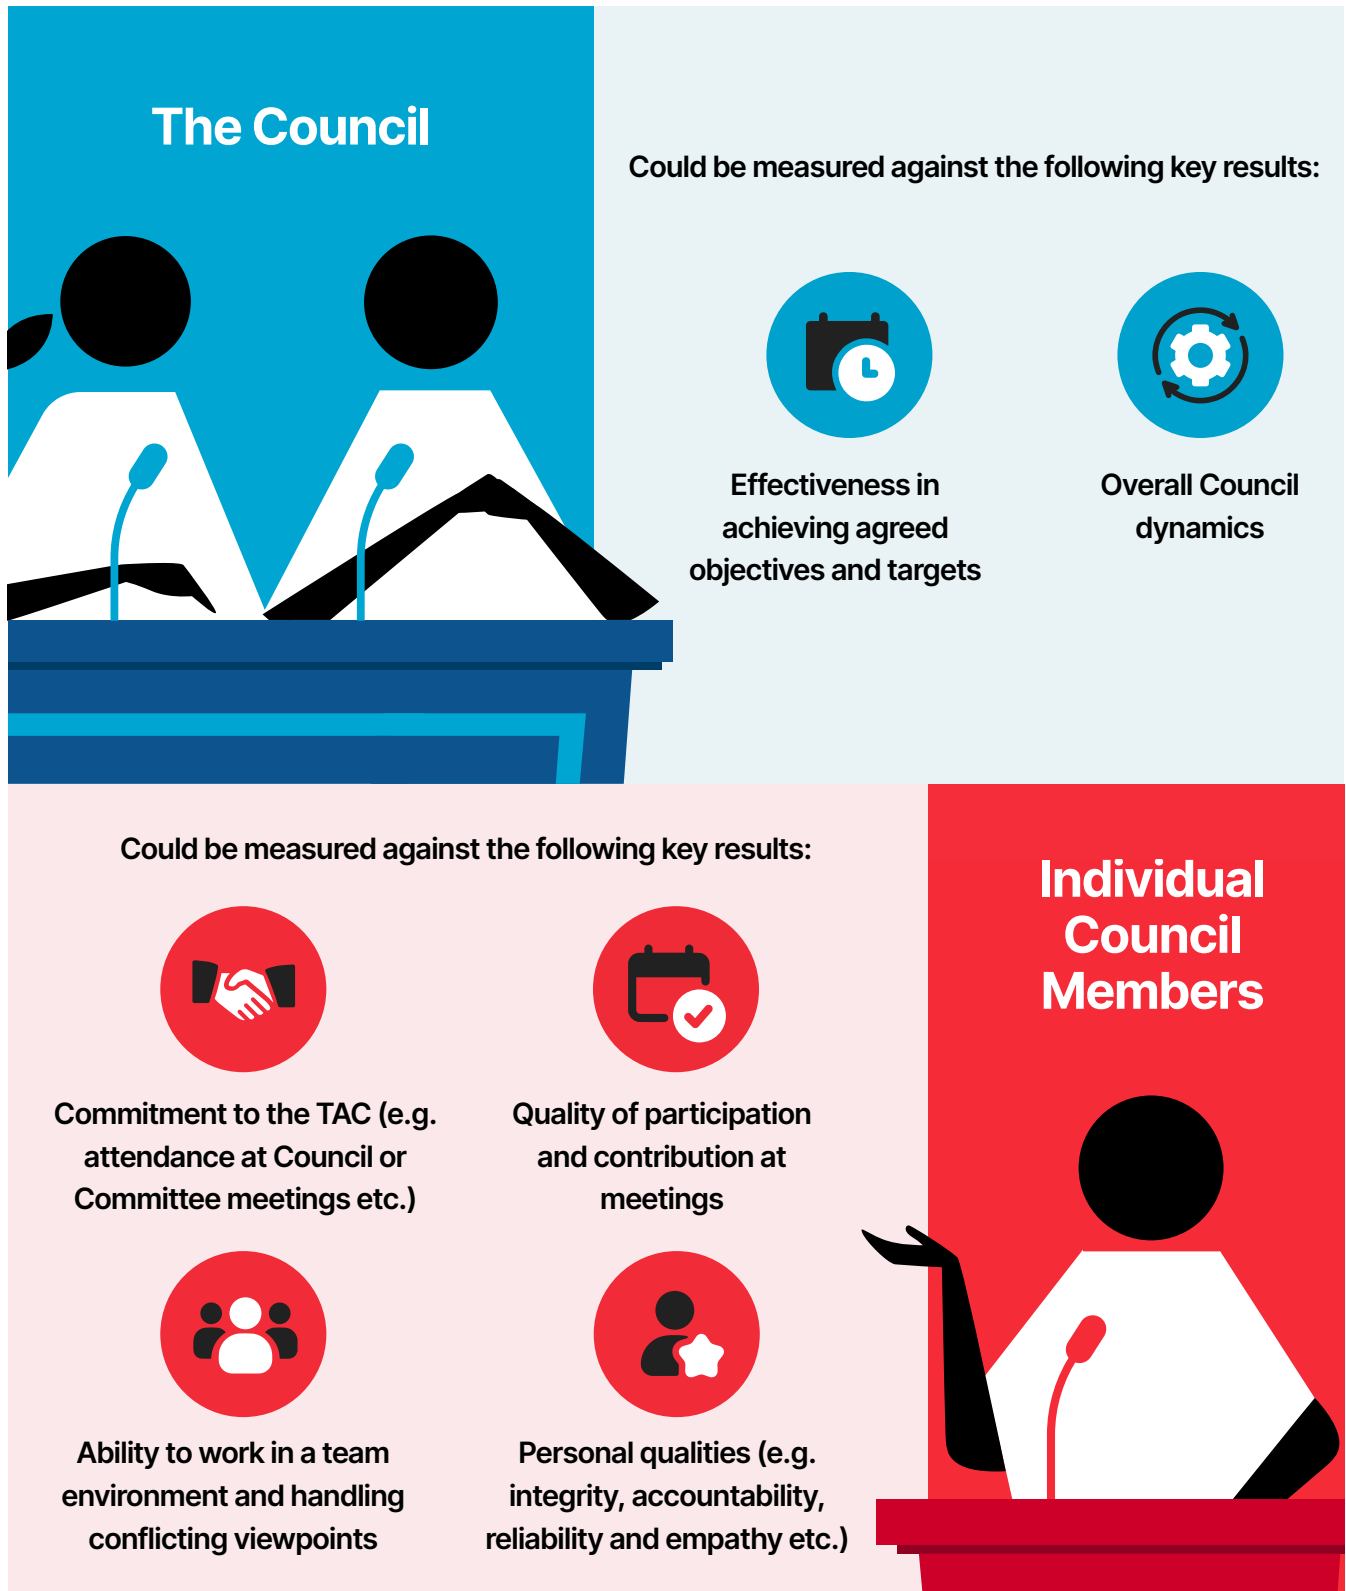 The Council
Could be measured against the following key results:
Effectiveness in
achieving agreed
objectives and targets
Overall Council
dynamics
Could be measured against the following key results:
Individual
Council
Members
Commitment to the TAC (e.g.
attendance at Council or
Committee meetings etc.)
Quality of participation
and contribution at
meetings
Ability to work in a team
environment and handling
conflicting viewpoints
Personal qualities (e.g.
integrity, accountability,
reliability and empathy etc.)